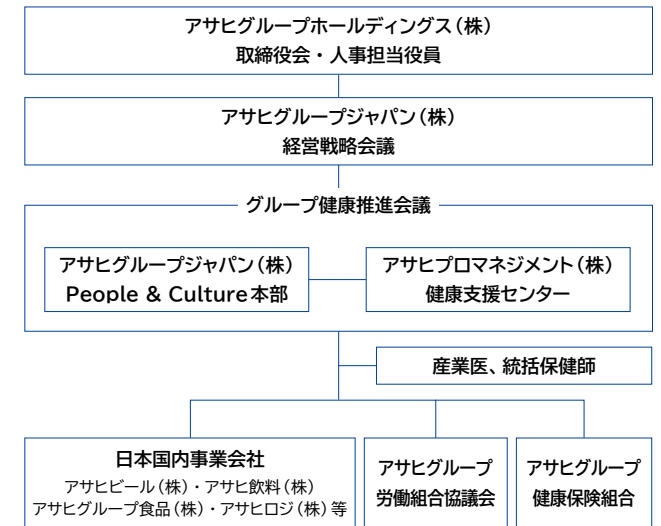 アサヒグループホールディングス（株）
取締役会・人事担当役員
アサヒグループジャパン（株）
経営戦略会議
グループ健康推進会議
アサヒグループジャパン（株）
People & Culture本部
アサヒプロマネジメント（株）
健康支援センター
産業医、統括保健師
日本国内事業会社
アサヒビール（株）・アサヒ飲料（株）
アサヒグループ食品（株）・アサヒロジ（株）等
アサヒグループ
労働組合協議会
アサヒグループ
健康保険組合